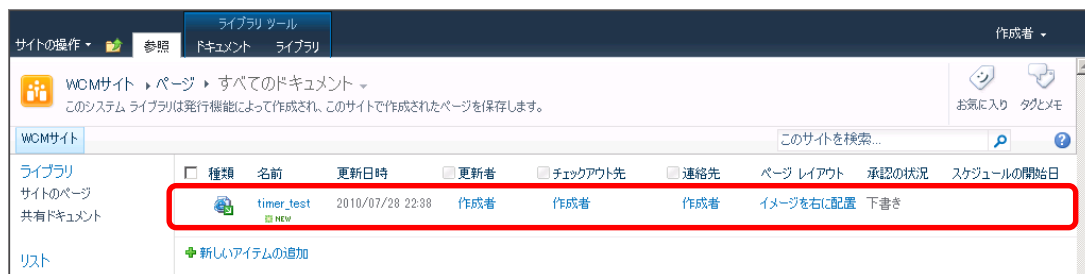 ライブラリ ツール
サイトの操作 参照 ドキュメント ライブラリ 作成者
WCMサイト ページ すべてのドキュメント
このシステム ライブラリは発行機能によって作成され、このサイトで作成されたページを保存します。
お気に入り タグとメモ
WCMサイト このサイトを検索...
ライブラリ
サイトのページ
共有ドキュメント
リスト
種類 名前 更新日時 更新者 チェックアウト先 連絡先 ページ レイアウト 承認の状況 スケジュールの開始日
timer_test 2010/07/28 22:38 作成者 作成者 作成者 イメージを右に配置 下書き
NEW
新しいアイテムの追加